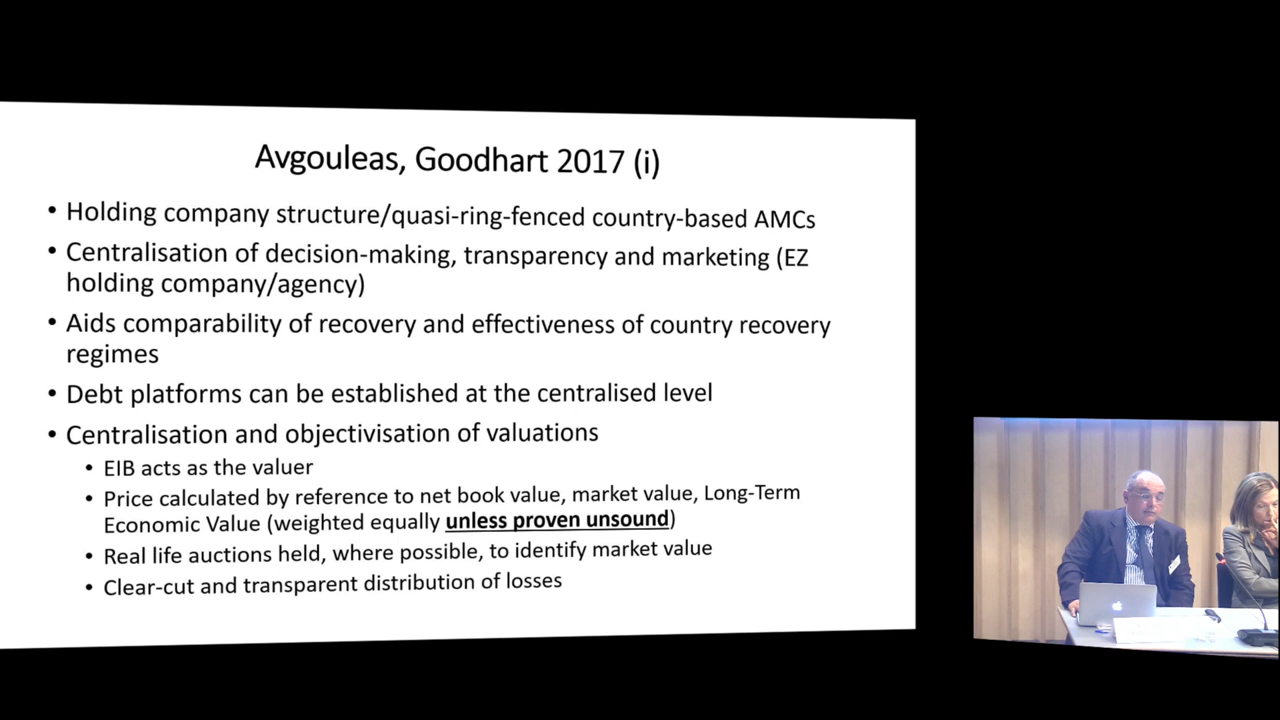 Avgouleas, Goodhart 2017 (i)
• Holding company structure/quasi-ring-fenced country-based AMCs
• Centralisation of decision-making, transparency and marketing (EZ
holding company/agency)
• Aids comparability of recovery and effectiveness of country recovery
regimes
• Debt platforms can be established at the centralised level
• Centralisation and objectivisation of valuations
• EIB acts as the valuer
• Price calculated by reference to net book value, market value, Long-Term
Economic Value (weighted equally unless proven unsound)
• Real life auctions held, where possible, to identify market value
• Clear-cut and transparent distribution of losses